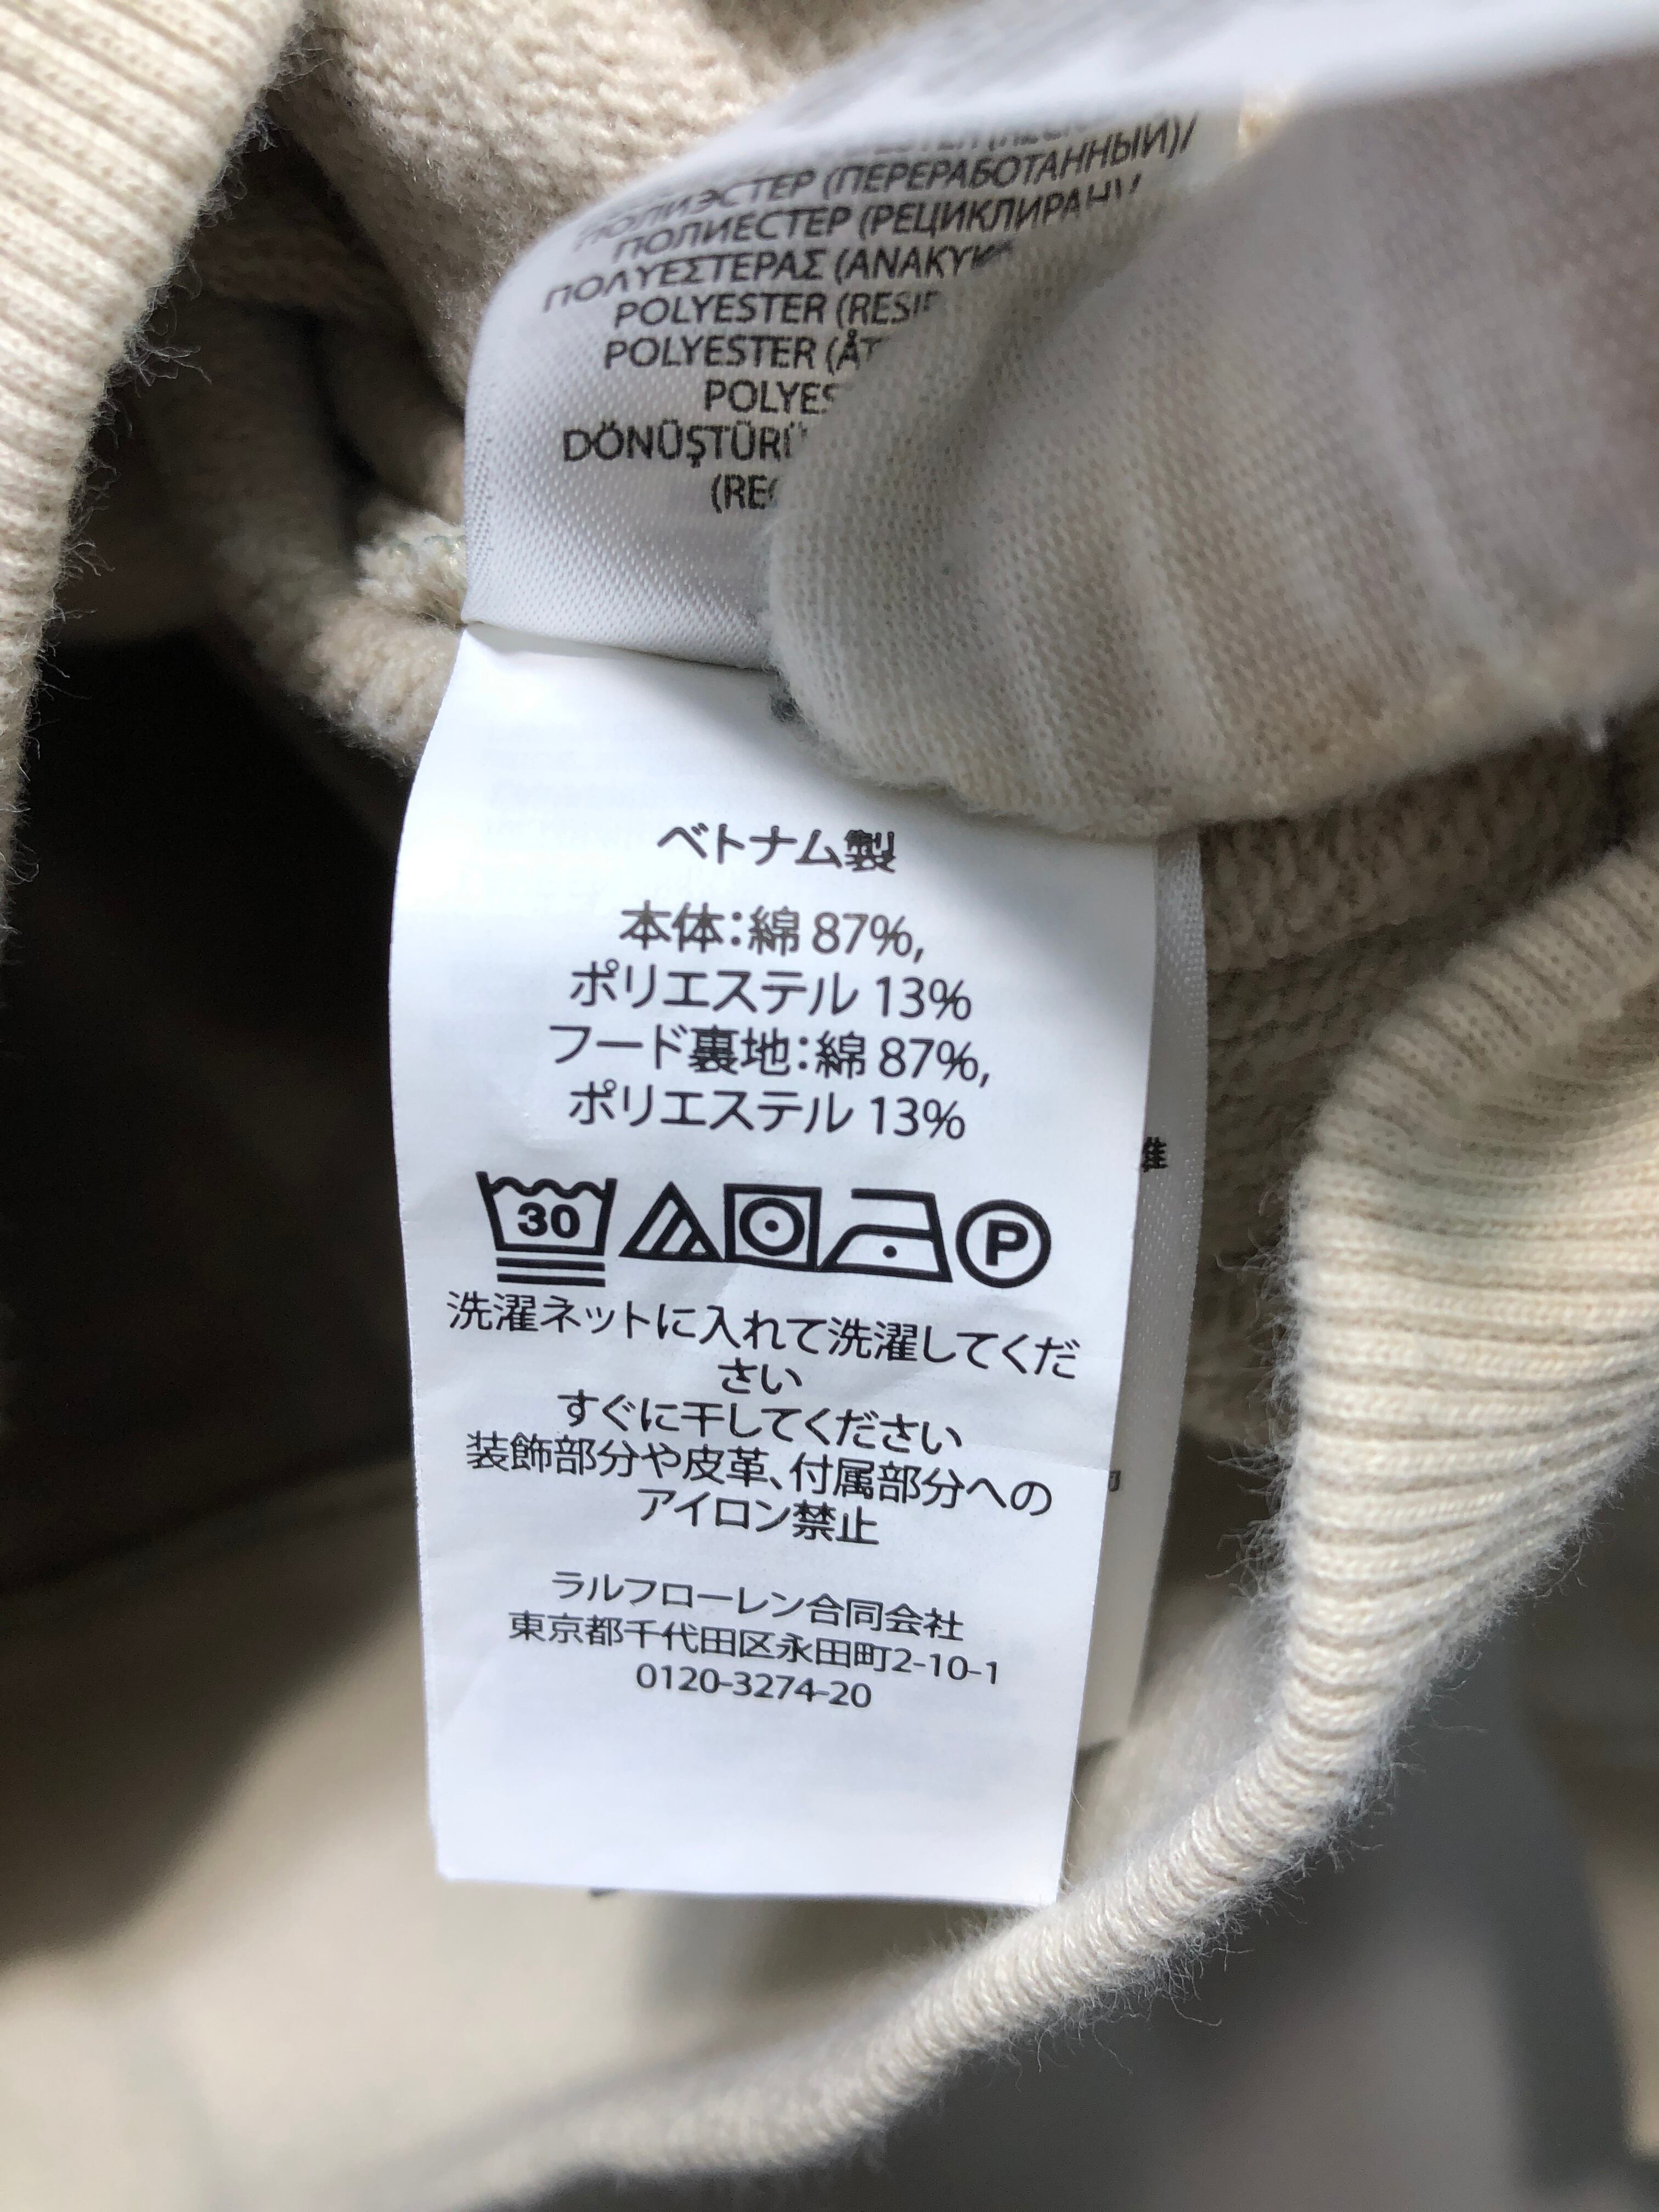 ПОЛИЭСТЕР (ПЕРЕРАБОТАННЫЙ)/
ПОЛИЕСТЕР
ΠΟΛΥΕΣΤΕΡΑΣ
POLYESTER
POLYESTER
ベトナム製
本体：綿 87%,
ポリエステル 13%
フード裏地：綿 87%,
ポリエステル 13%
30
P
洗濯ネットに入れて洗濯してくだ
さい
すぐに干してください
装飾部分や皮革、付属部分への
アイロン禁止
ラルフローレン合同会社
東京都千代田区永田町2-10-1
0120-3274-20